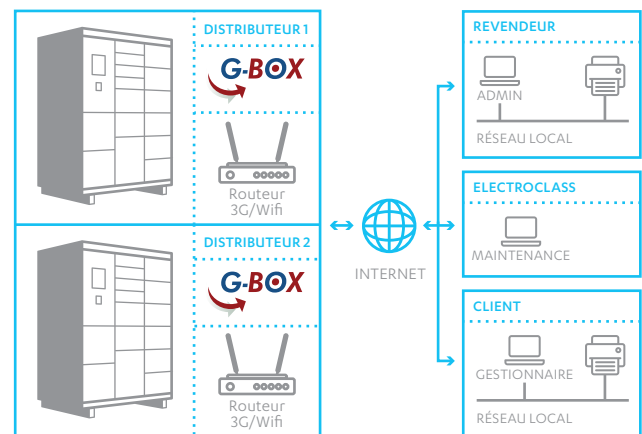 DISTRIBUTEUR 1
G-BOX
Routeur
3G/Wifi
DISTRIBUTEUR 2
G-BOX
Routeur
3G/Wifi
INTERNET
REVENDEUR
ADMIN
RÉSEAU LOCAL
ELECTROCLASS
MAINTENANCE
CLIENT
GESTIONNAIRE
RÉSEAU LOCAL